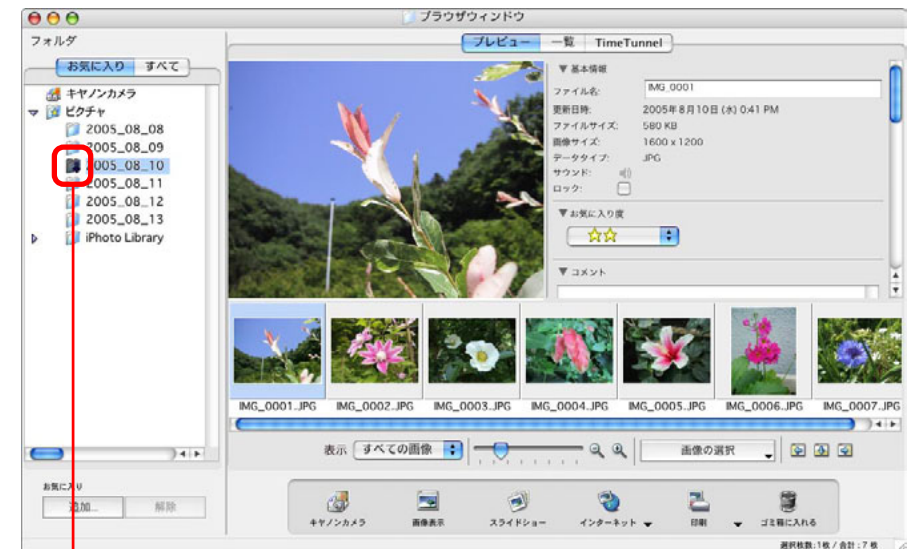 ブラウザウィンドウ
フォルダ
お気に入り すべて
キヤノンカメラ
ピクチャ
2005_08_08
2005_08_09
2005_08_10
2005_08_11
2005_08_12
2005_08_13
iPhoto Library
プレビュー 一覧 TimeTunnel
基本情報
ファイル名: IMG_0001
更新日時: 2005年8月10日 (水) 0:41 PM
ファイルサイズ: 580 KB
画像サイズ: 1600 x 1200
データタイプ: JPG
サウンド:
ロック:
お気に入り度
コメント
IMG_0001.JPG IMG_0002.JPG IMG_0003.JPG IMG_0004.JPG IMG_0005.JPG IMG_0006.JPG IMG_0007.JPG
表示 すべての画像 画像の選択
お気に入り
追加... 解除
キヤノンカメラ 画像表示 スライドショー インターネット 印刷 ゴミ箱に入れる
選択枚数:1枚 / 合計:7枚